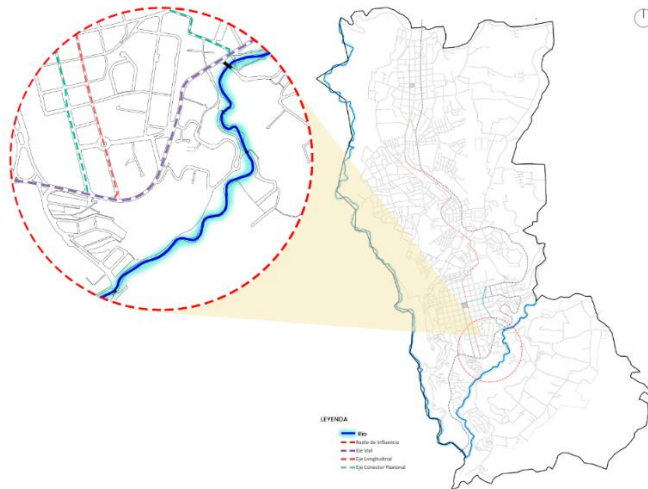 LEYENDA
Río
Radio de Influencia
Eje Vial
Eje Longitudinal
Eje Conector Peatonal